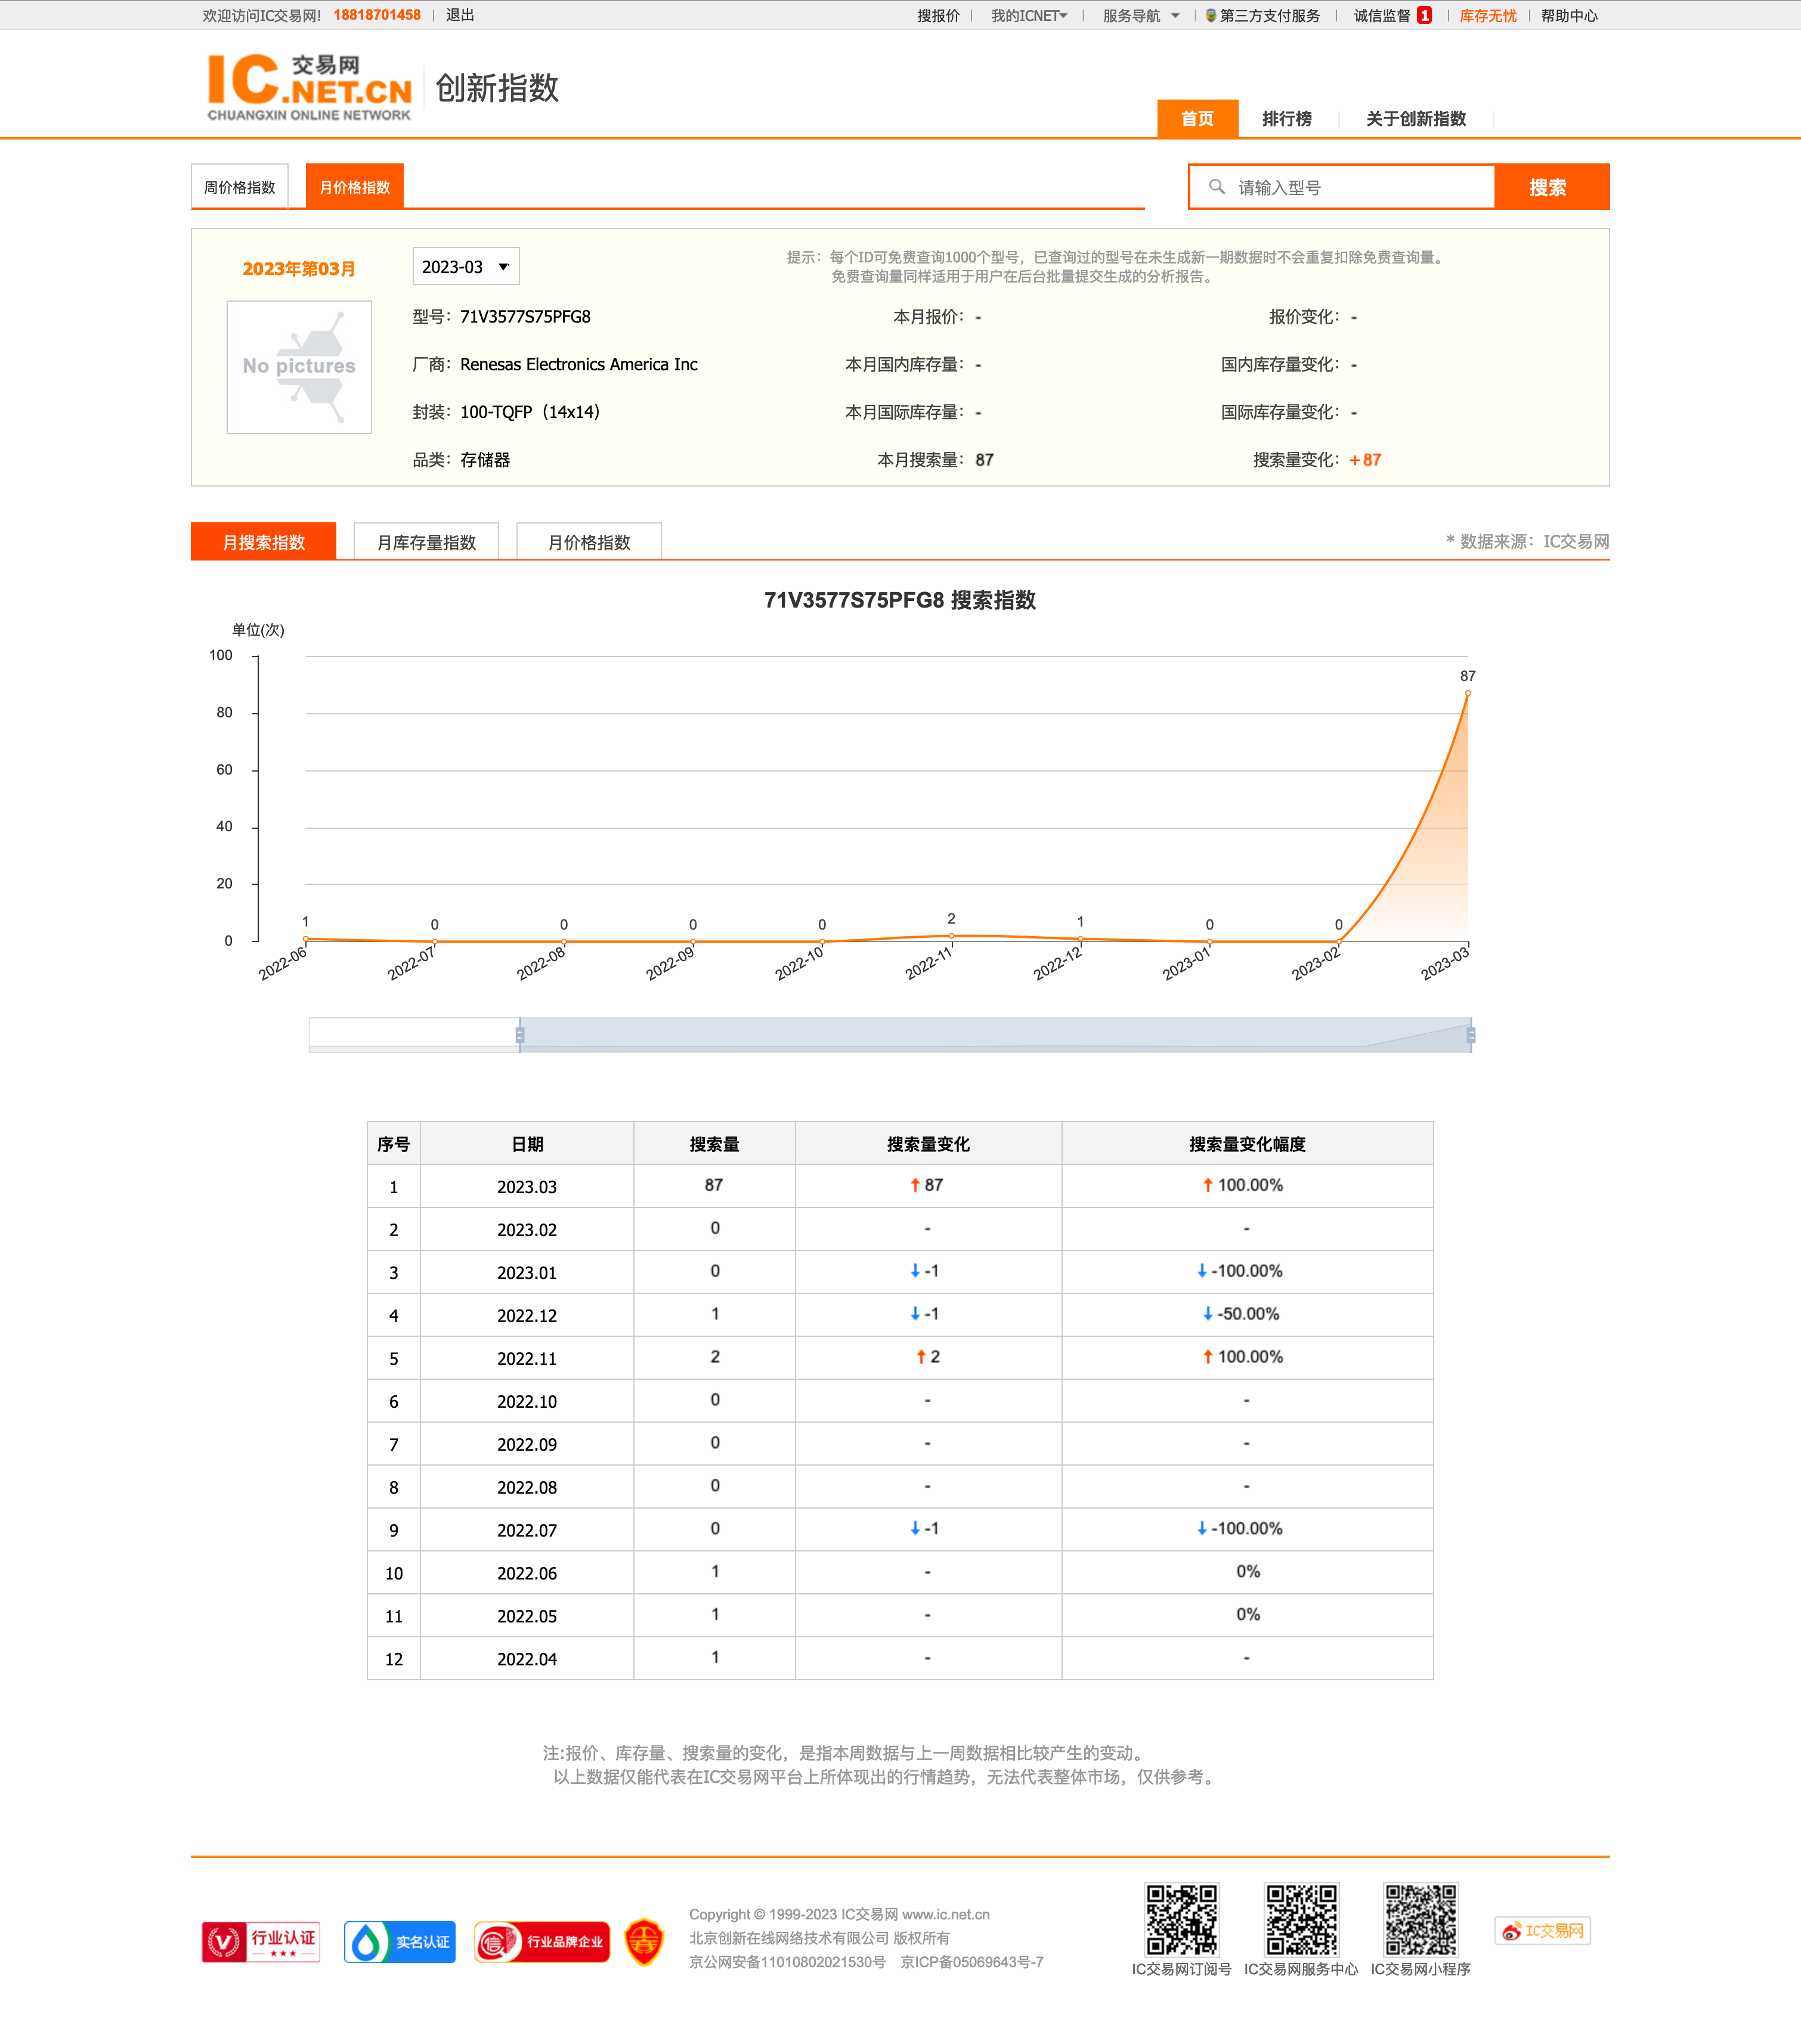 欢迎访问IC交易网! 18818701458 | 退出
搜报价 | 我的ICNET | 服务导航 | 第三方支付服务 | 诚信监督 1 | 库存无忧 | 帮助中心
IC交易网
.NET.CN
CHUANGXIN ONLINE NETWORK
创新指数
首页 排行榜 关于创新指数
周价格指数 月价格指数
请输入型号 搜索
2023年第03月 2023-03
提示：每个ID可免费查询1000个型号，已查询过的型号在未生成新一期数据时不会重复扣除免费查询量。
免费查询量同样适用于用户在后台批量提交生成的分析报告。
No pictures
型号：71V3577S75PFG8 本月报价：- 报价变化：-
厂商：Renesas Electronics America Inc 本月国内库存量：- 国内库存量变化：-
封装：100-TQFP（14x14） 本月国际库存量：- 国际库存量变化：-
品类：存储器 本月搜索量：87 搜索量变化：+87
月搜索指数 月库存量指数 月价格指数 * 数据来源：IC交易网
71V3577S75PFG8 搜索指数
单位(次)
100
87
80
60
40
20
1 0 0 0 0 2 1 0 0
0
2022-06 2022-07 2022-08 2022-09 2022-10 2022-11 2022-12 2023-01 2023-02 2023-03
序号 日期 搜索量 搜索量变化 搜索量变化幅度
1 2023.03 87 ↑ 87 ↑ 100.00%
2 2023.02 0 - -
3 2023.01 0 ↓ -1 ↓ -100.00%
4 2022.12 1 ↓ -1 ↓ -50.00%
5 2022.11 2 ↑ 2 ↑ 100.00%
6 2022.10 0 - -
7 2022.09 0 - -
8 2022.08 0 - -
9 2022.07 0 ↓ -1 ↓ -100.00%
10 2022.06 1 - 0%
11 2022.05 1 - 0%
12 2022.04 1 - -
注:报价、库存量、搜索量的变化，是指本周数据与上一周数据相比较产生的变动。
以上数据仅能代表在IC交易网平台上所体现出的行情趋势，无法代表整体市场，仅供参考。
行业认证
实名认证
信 行业品牌企业
Copyright © 1999-2023 IC交易网 www.ic.net.cn
北京创新在线网络技术有限公司 版权所有
京公网安备11010802021530号 京ICP备05069643号-7
IC交易网订阅号 IC交易网服务中心 IC交易网小程序
IC交易网